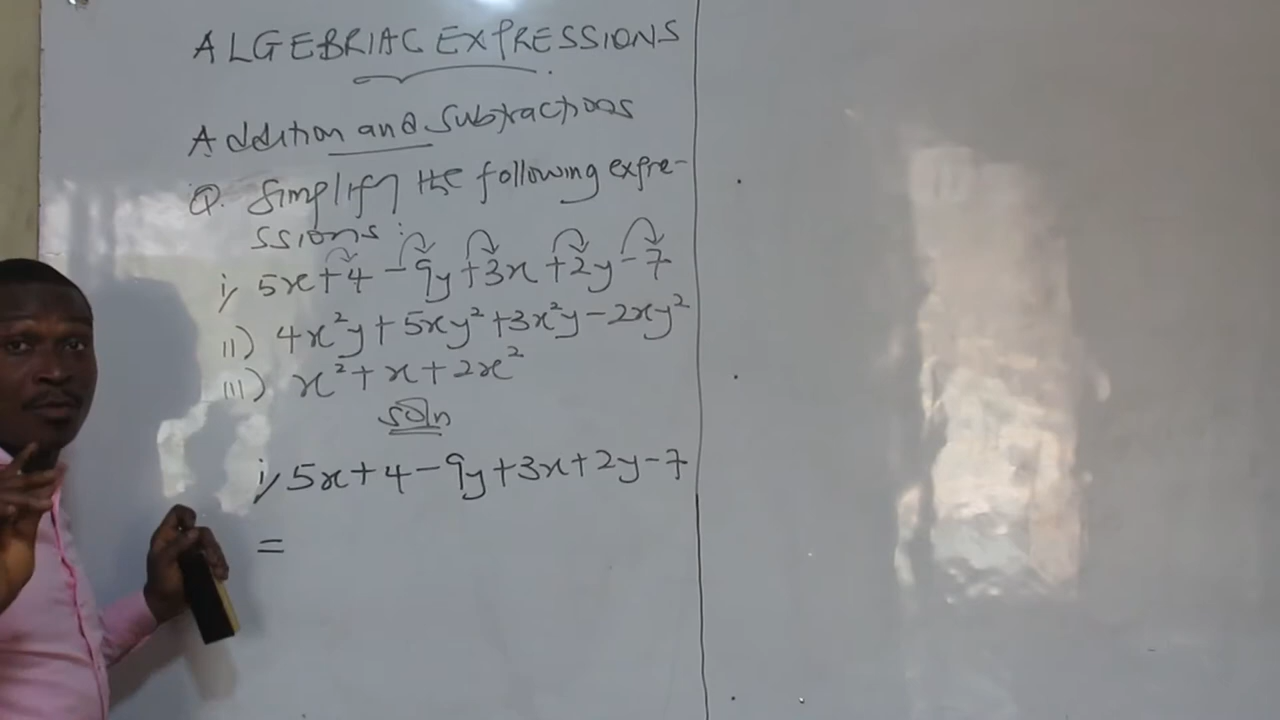 ALGEBRIAC EXPRESSIONS
Addition and Subtractions
Q. Simplify the following expre-
ssions:
i, 5x+4-9y+3x+2y-7
ii) 4x²y+5xy²+3x²y-2xy²
iii) x²+x+2x²
soln
i, 5x+4-9y+3x+2y-7
=